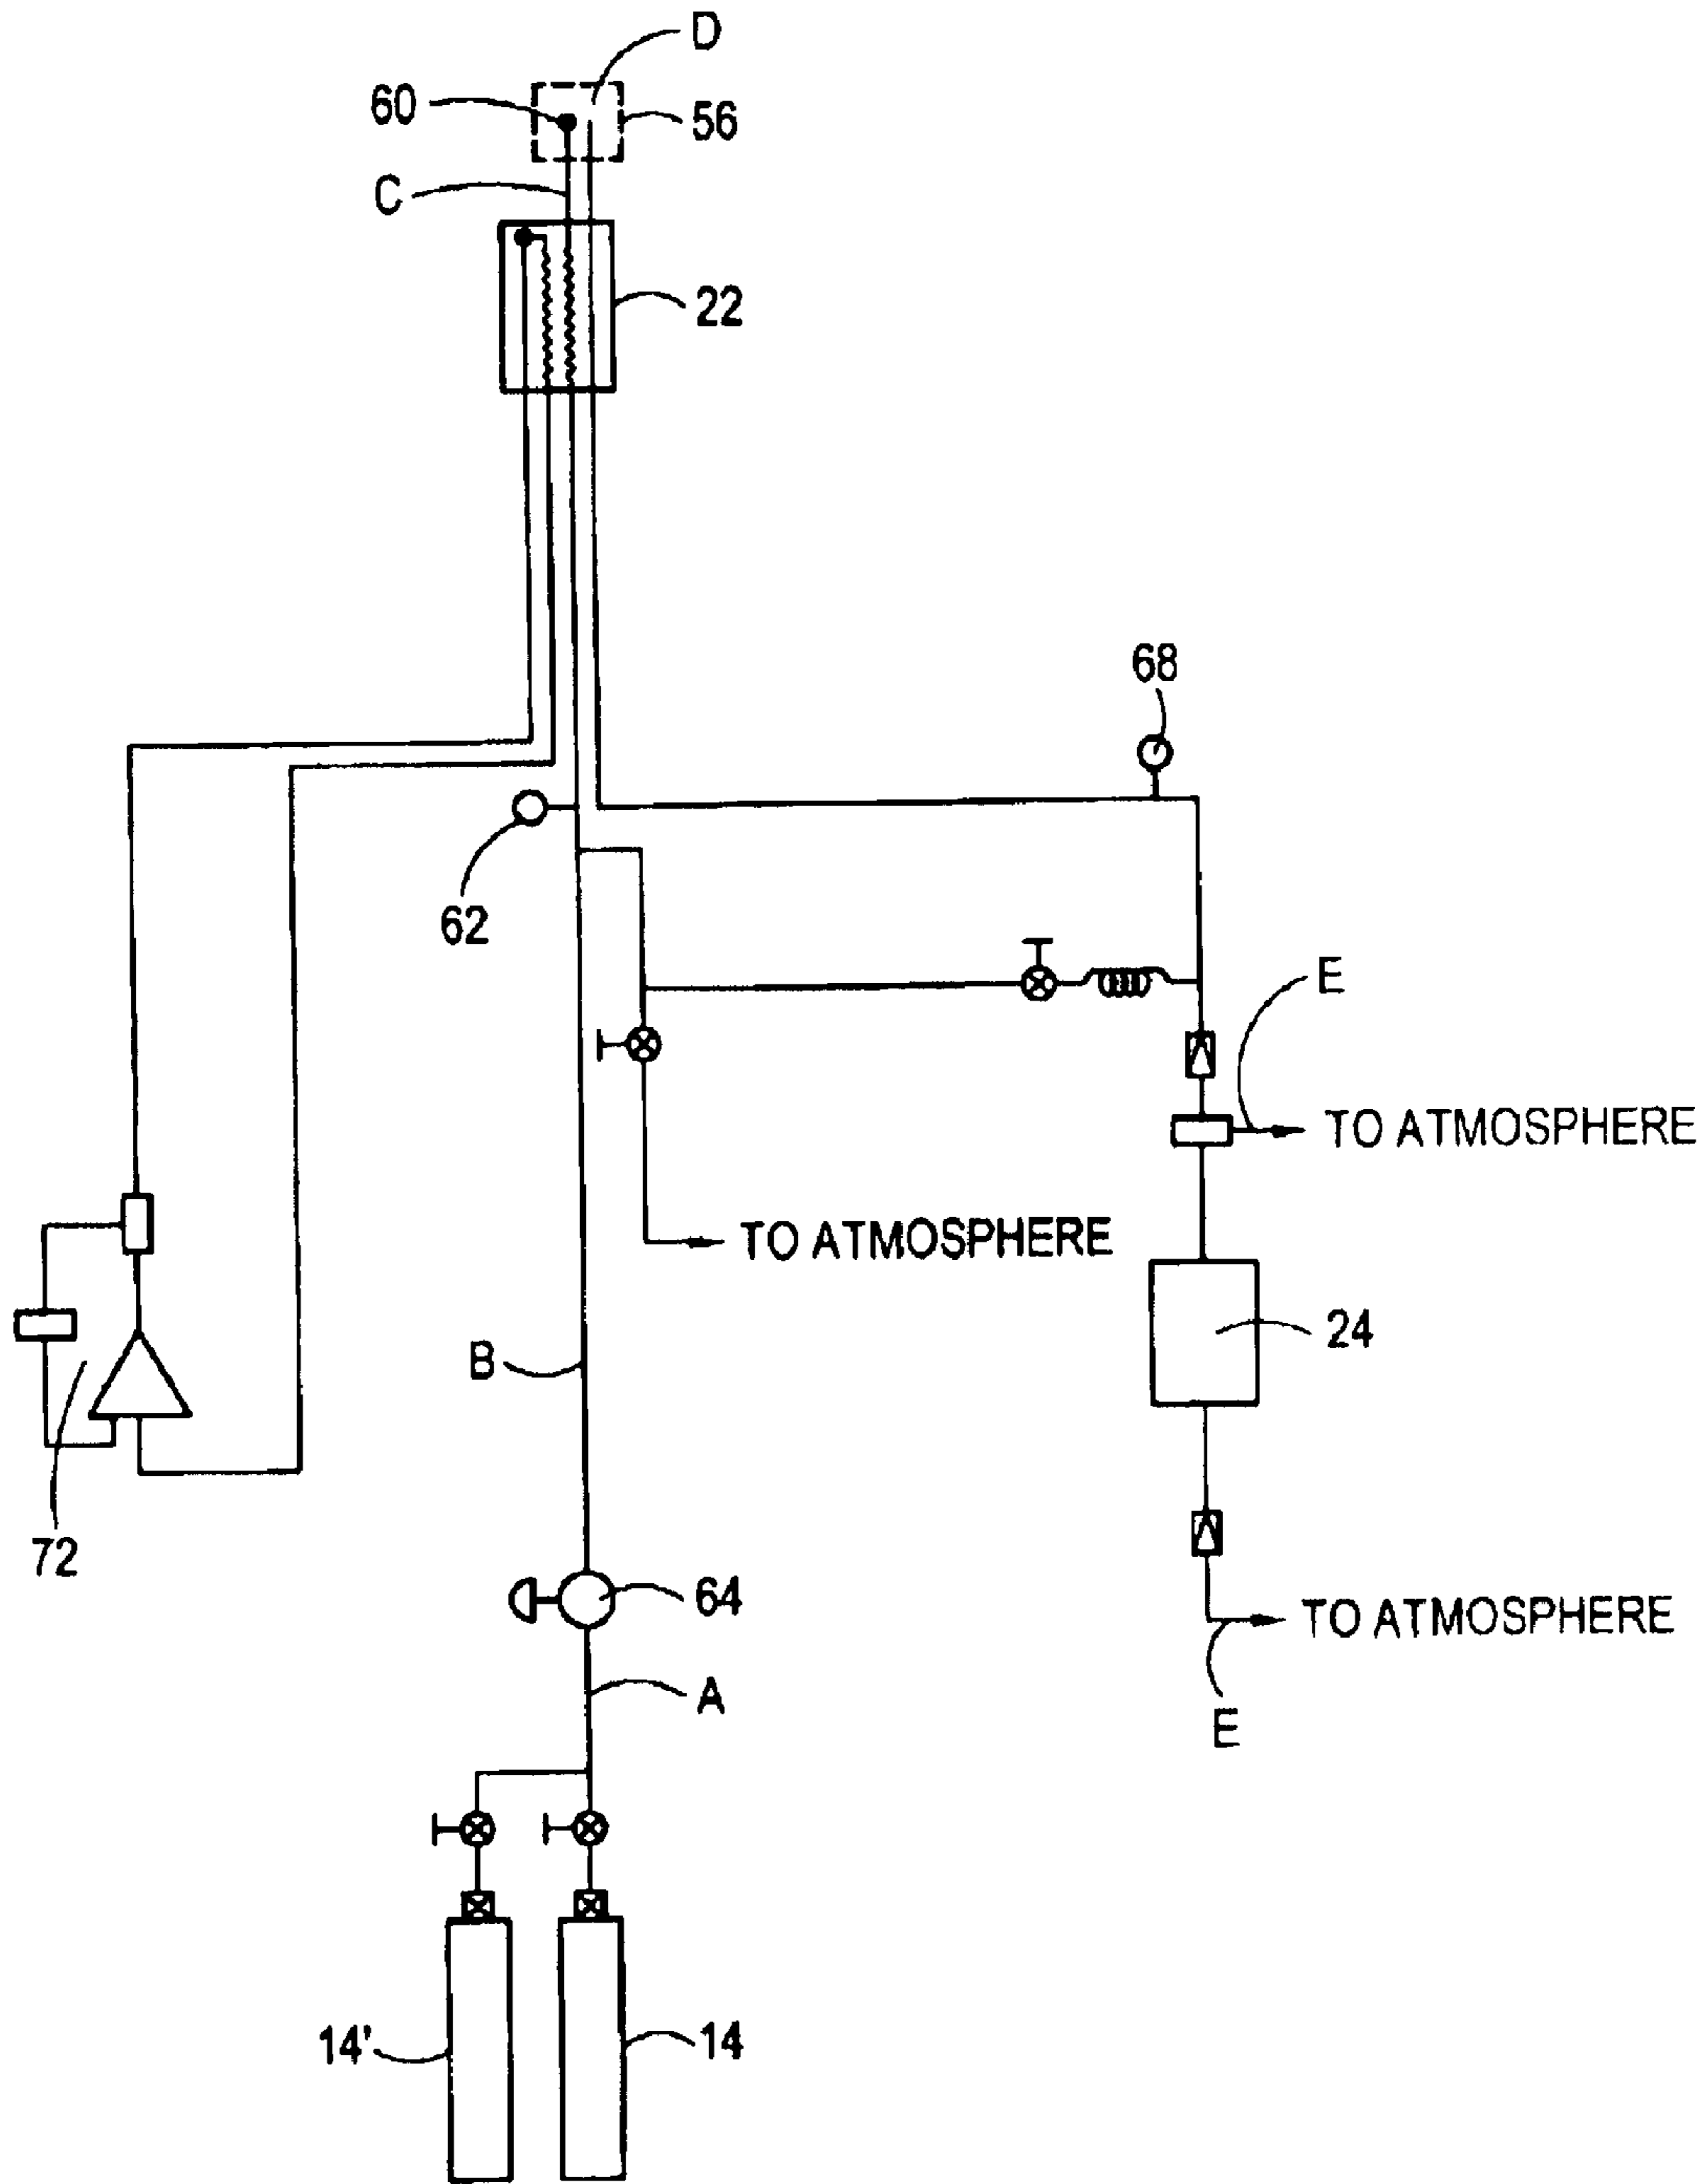 D
60
56
C
22
68
62
E
TO ATMOSPHERE
TO ATMOSPHERE
24
B
72
64
TO ATMOSPHERE
A
E
14'
14